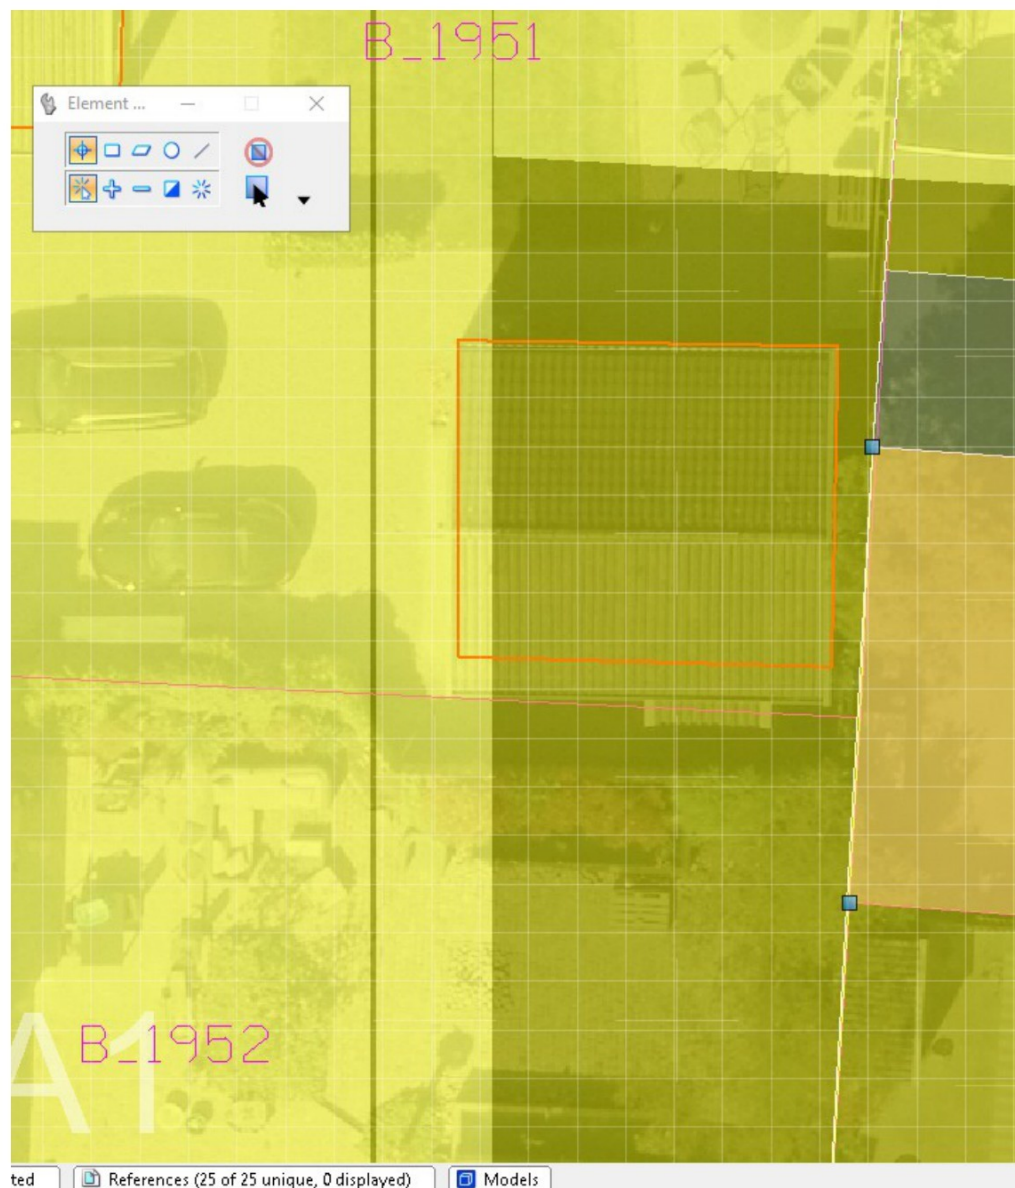 B_1951
Element ...
A1
B_1952
ted
References (25 of 25 unique, 0 displayed)
Models